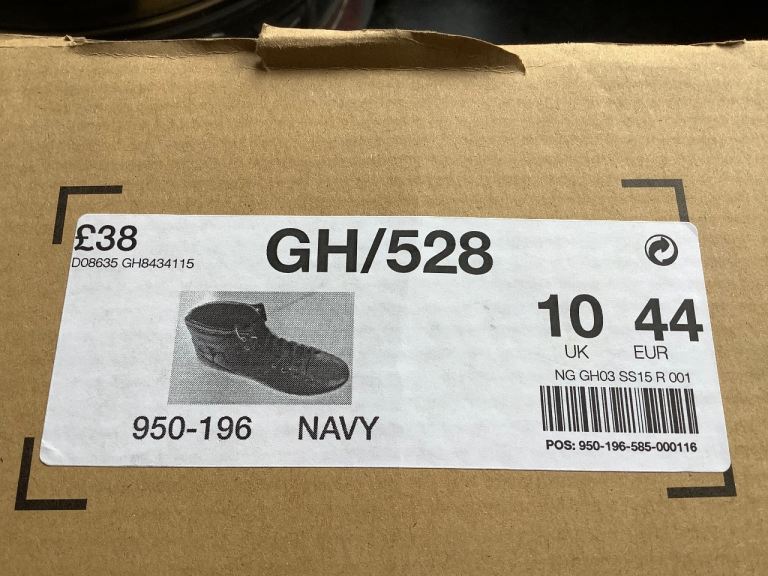 £38
GH/528
D08635 GH8434115
10 44
UK EUR
NG GH03 SS15 R 001
950-196 NAVY
POS: 950-196-585-000116